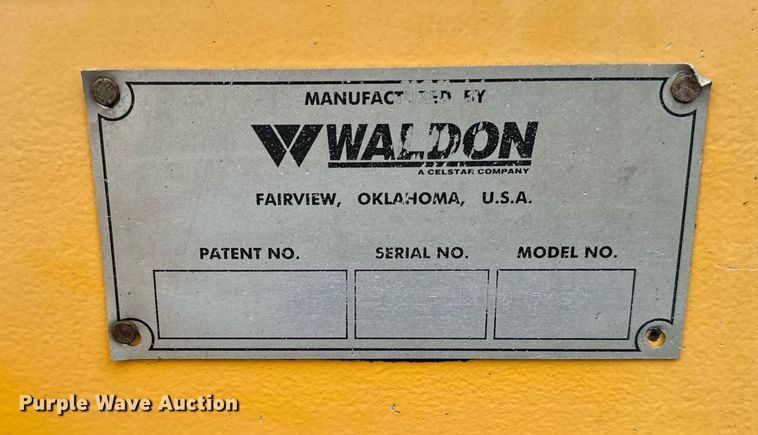 MANUFACTURED BY
W WALDON
A CELSTAR COMPANY
FAIRVIEW, OKLAHOMA, U.S.A.
PATENT NO. SERIAL NO. MODEL NO.
Purple Wave Auction